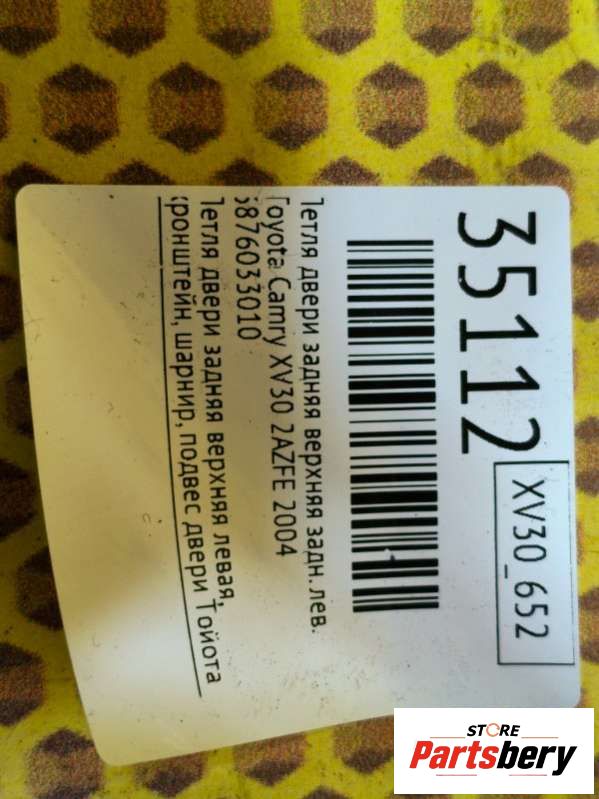 35112
XV30_652
Петля двери задняя верхняя задн. лев.
Toyota Camry XV30 2AZFE 2004
6876033010
Петля двери задняя верхняя левая,
кронштейн, шарнир, подвес двери Тойота
STORE
Partsbery